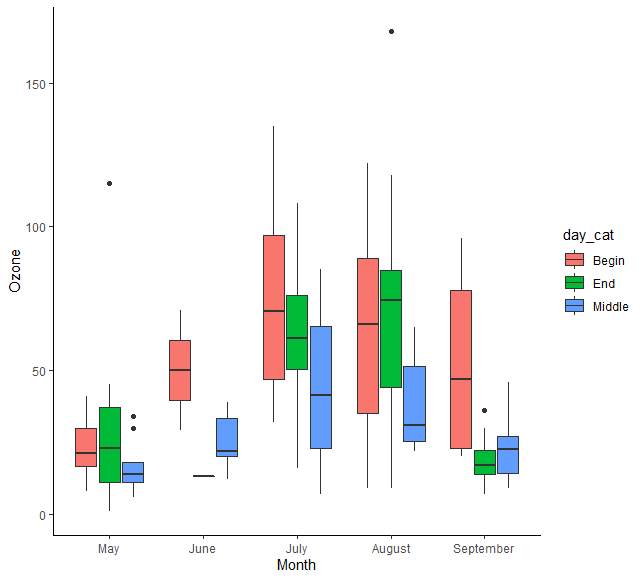 150
100
50
0
Ozone
May June July August September
Month
day_cat
Begin
End
Middle